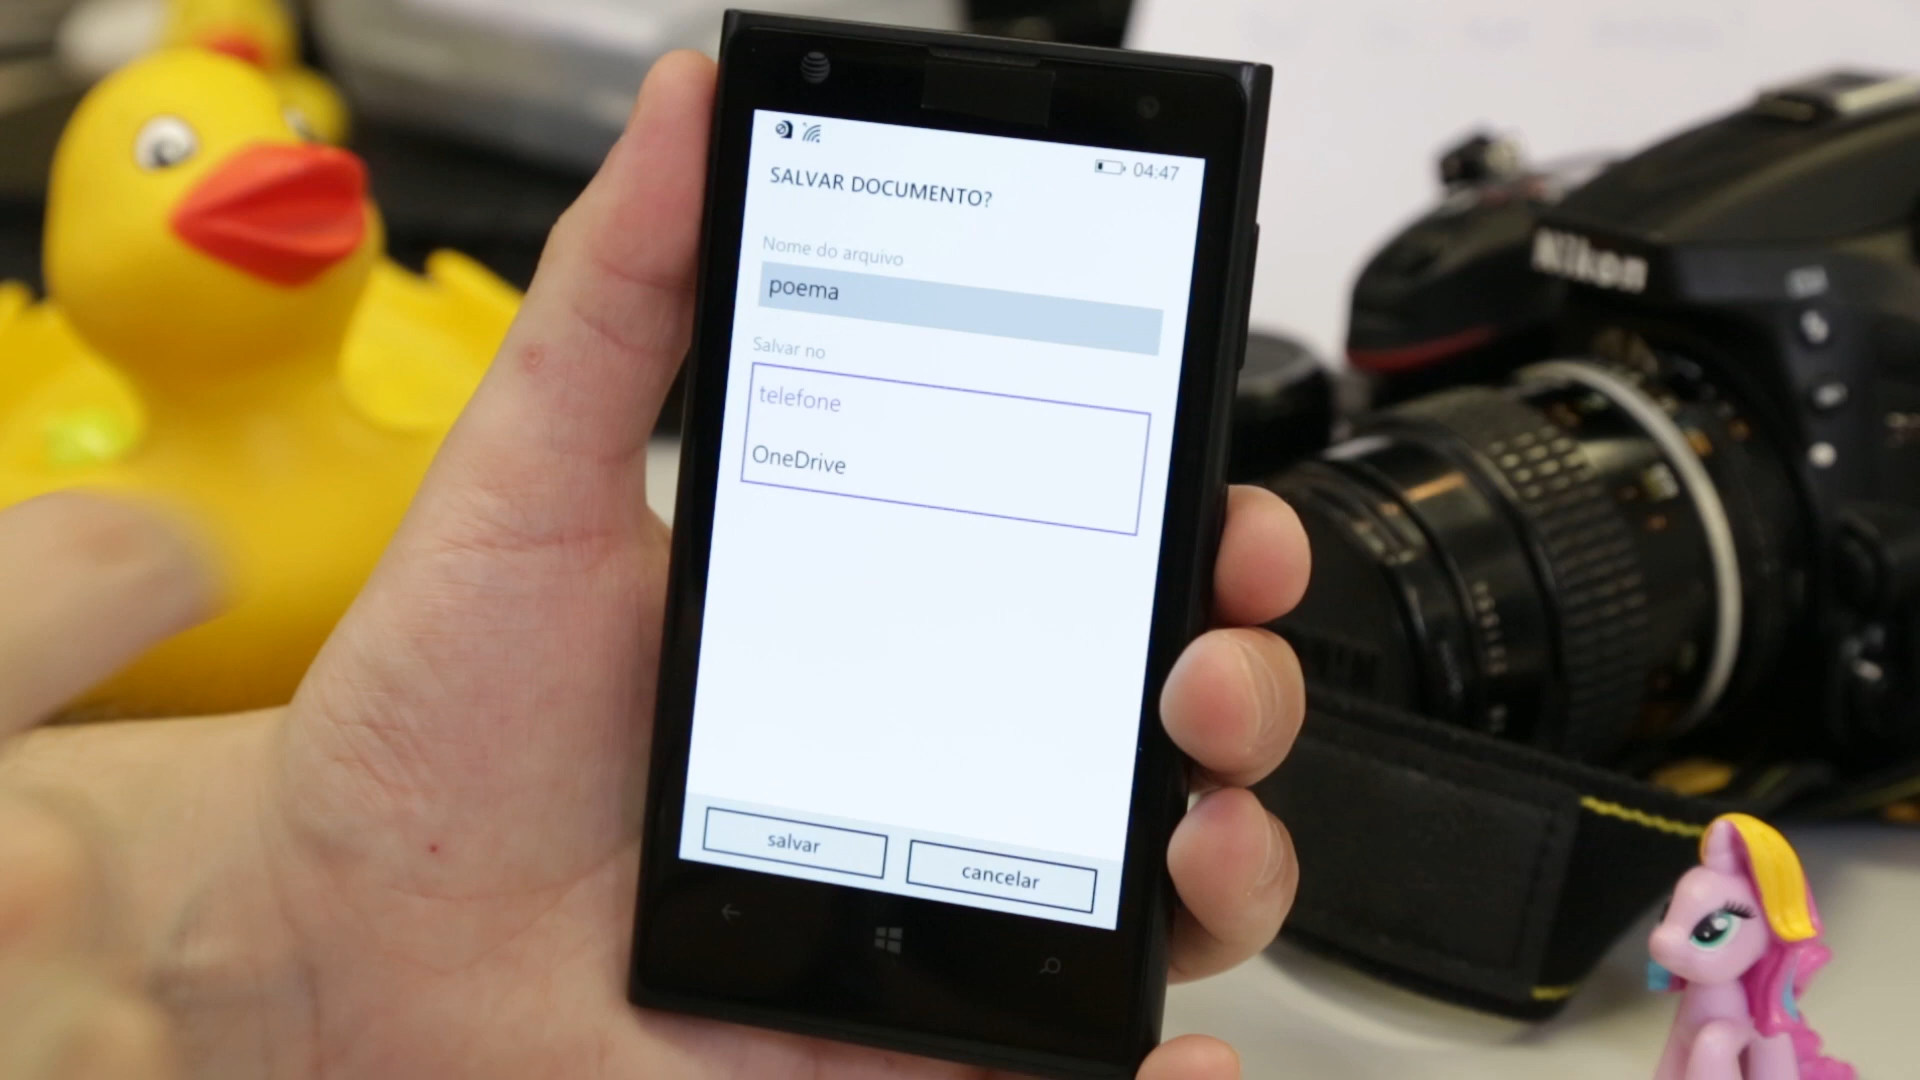 04:47
SALVAR DOCUMENTO?
Nome do arquivo
poema
Salvar no
telefone
OneDrive
salvar
cancelar
Nikon